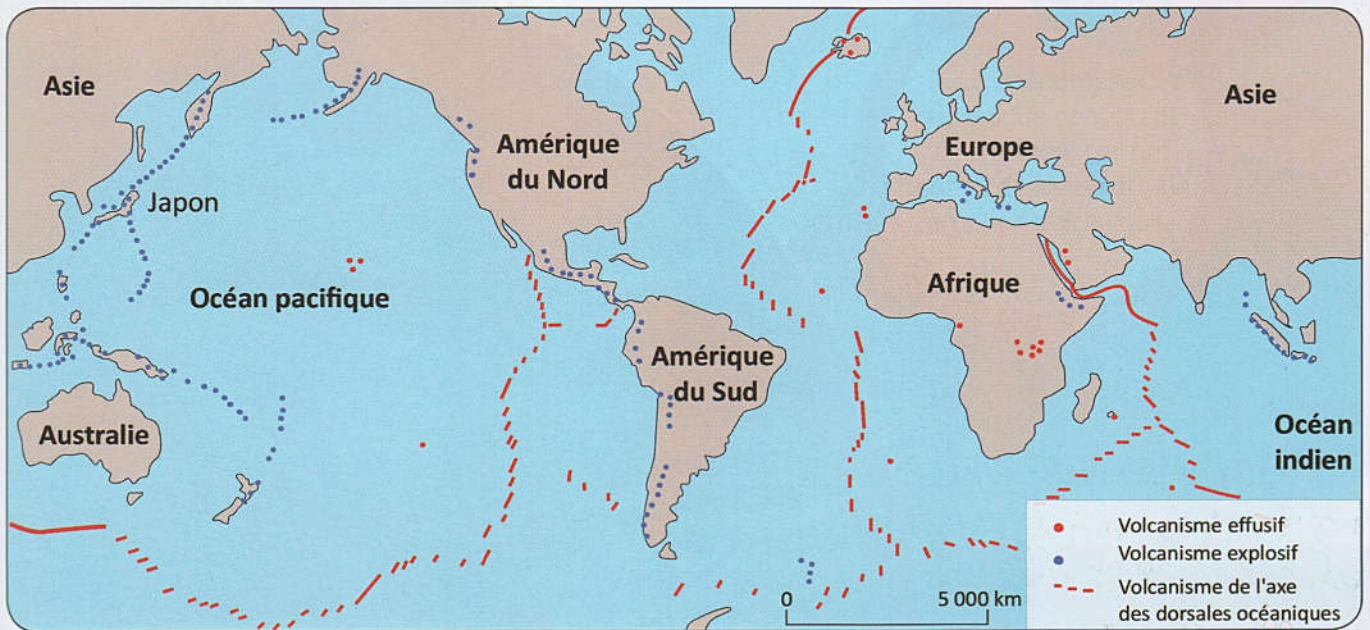 Asie
Amérique
du Nord
Europe
Asie
Japon
Océan pacifique
Afrique
Amérique
du Sud
Australie
Océan
indien
Volcanisme effusif
Volcanisme explosif
Volcanisme de l'axe
des dorsales océaniques
0
5 000 km